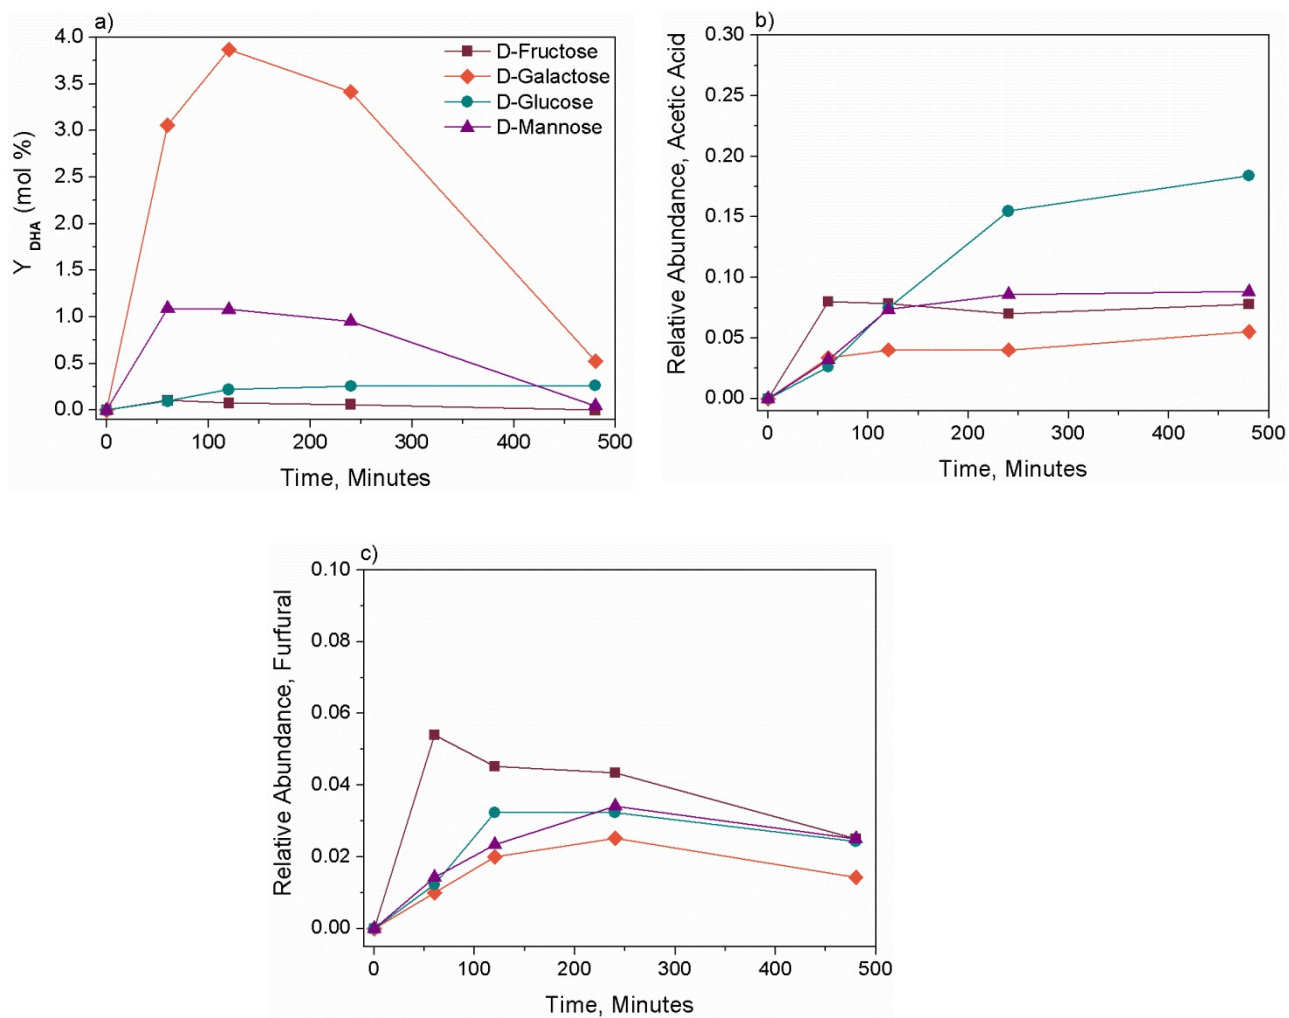 a)
4.0
3.5
3.0
2.5
2.0
1.5
1.0
0.5
0.0
Y DHA (mol %)
D-Fructose
D-Galactose
D-Glucose
D-Mannose
0 100 200 300 400 500
Time, Minutes
b)
0.30
0.25
0.20
0.15
0.10
0.05
0.00
Relative Abundance, Acetic Acid
0 100 200 300 400 500
Time, Minutes
c)
0.10
0.08
0.06
0.04
0.02
0.00
Relative Abundance, Furfural
0 100 200 300 400 500
Time, Minutes